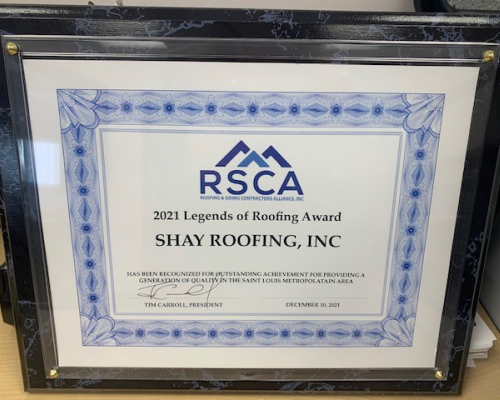 RSCA
ROOFING & SIDING CONTRACTORS ALLIANCE, INC
2021 Legends of Roofing Award
SHAY ROOFING, INC
HAS BEEN RECOGNIZED FOR OUTSTANDING ACHIEVEMENT FOR PROVIDING A
GENERATION OF QUALITY IN THE SAINT LOUIS METROPOLATAIN AREA
TIM CARROLL, PRESIDENT
DECEMBER 10, 2021